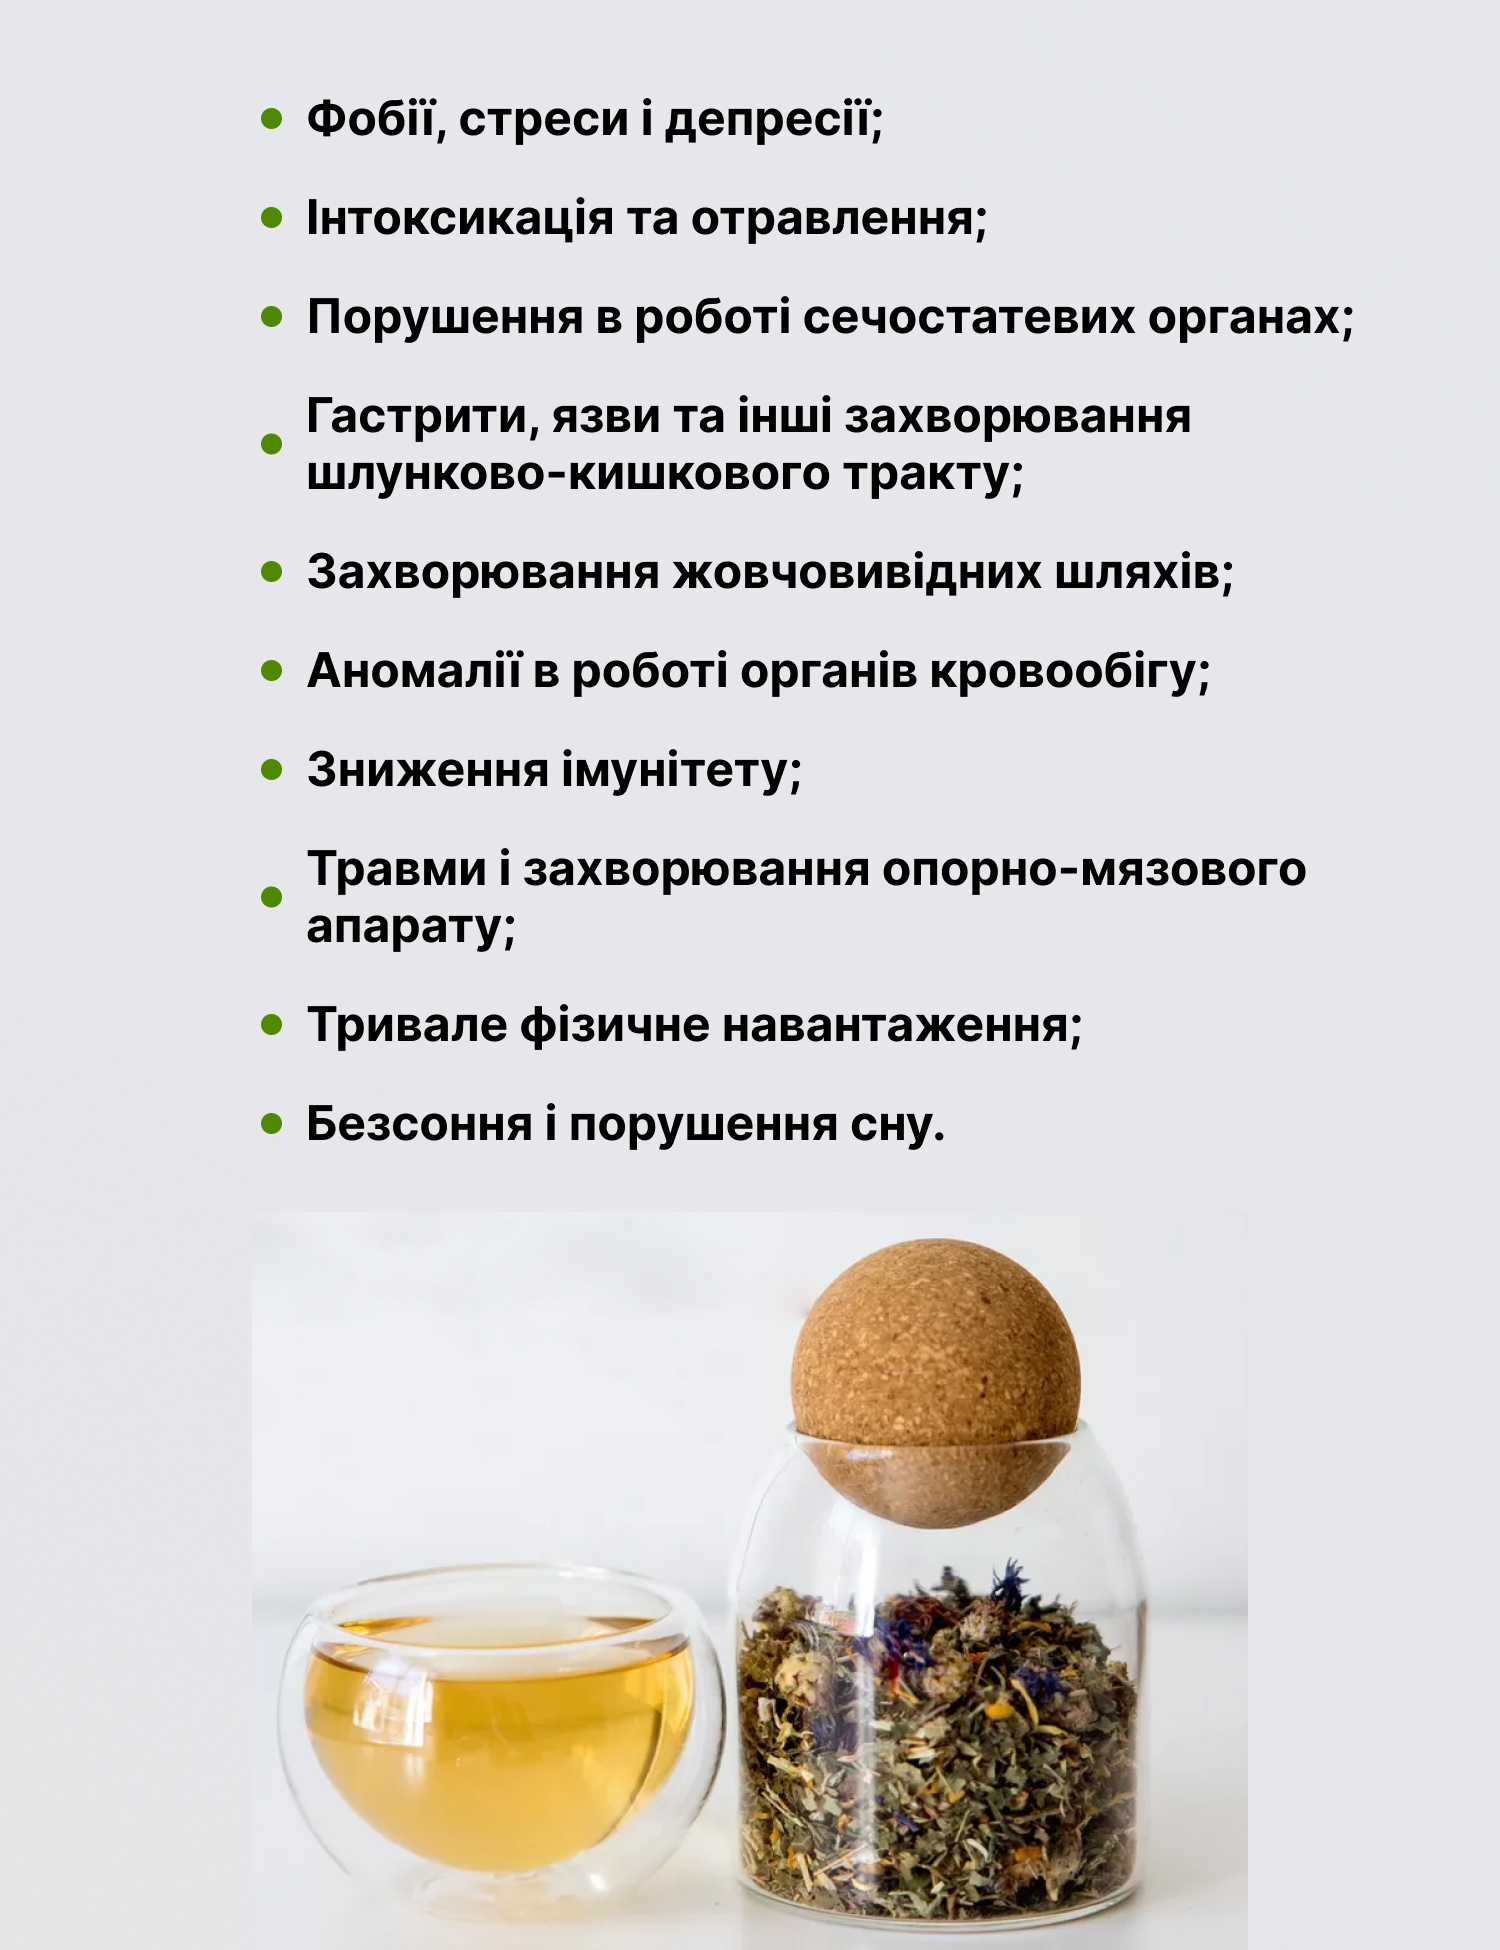 Фобії, стреси і депресії;
Інтоксикація та отравлення;
Порушення в роботі сечостатевих органах;
Гастрити, язви та інші захворювання
шлунково-кишкового тракту;
Захворювання жовчовивідних шляхів;
Аномалії в роботі органів кровообігу;
Зниження імунітету;
Травми і захворювання опорно-мязового
апарату;
Тривале фізичне навантаження;
Безсоння і порушення сну.